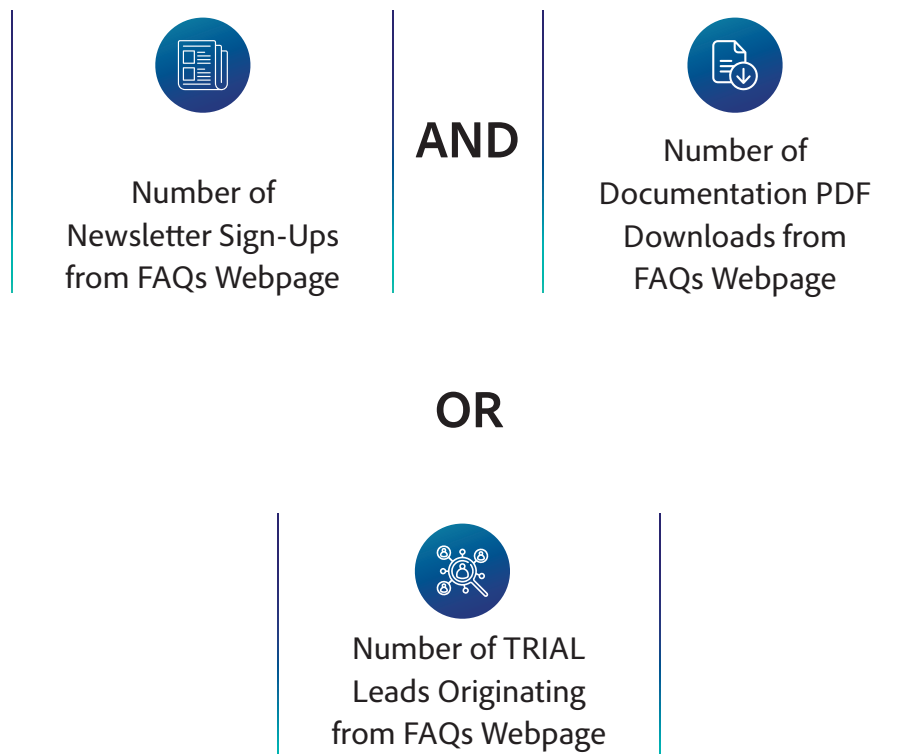 Number of
Newsletter Sign-Ups
from FAQs Webpage
AND
Number of
Documentation PDF
Downloads from
FAQs Webpage
OR
Number of TRIAL
Leads Originating
from FAQs Webpage